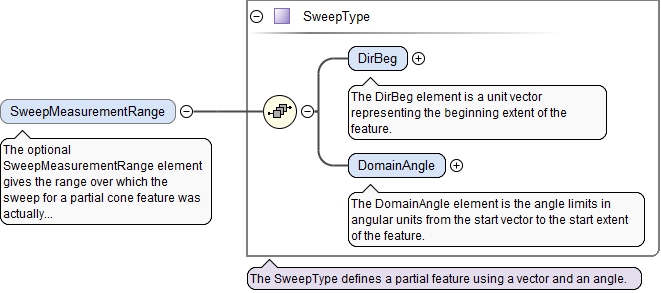 SweepType
DirBeg
The DirBeg element is a unit vector
representing the beginning extent of the
feature.
SweepMeasurementRange
The optional
SweepMeasurementRange element
gives the range over which the
sweep for a partial cone feature was
actually...
DomainAngle
The DomainAngle element is the angle limits in
angular units from the start vector to the start extent
of the feature.
The SweepType defines a partial feature using a vector and an angle.